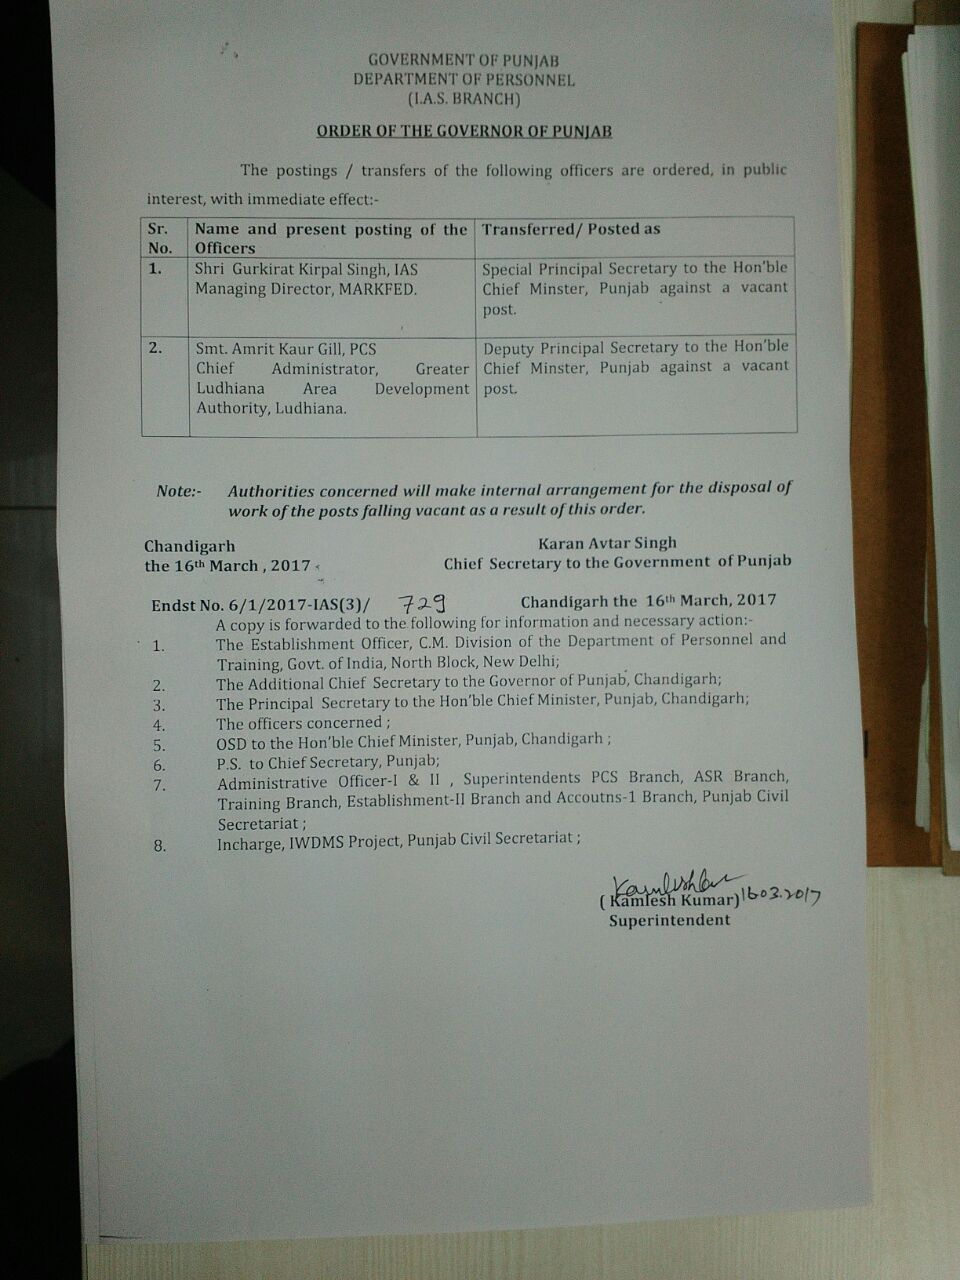 GOVERNMENT OF PUNJAB
DEPARTMENT OF PERSONNEL
(I.A.S. BRANCH)
ORDER OF THE GOVERNOR OF PUNJAB
The postings / transfers of the following officers are ordered, in public
interest, with immediate effect:-
Sr. No. Name and present posting of the Officers Transferred/ Posted as
1. Shri Gurkirat Kirpal Singh, IAS
Managing Director, MARKFED.
Special Principal Secretary to the Hon'ble
Chief Minster, Punjab against a vacant
post.
2. Smt. Amrit Kaur Gill, PCS
Chief Administrator, Greater
Ludhiana Area Development
Authority, Ludhiana.
Deputy Principal Secretary to the Hon'ble
Chief Minster, Punjab against a vacant
post.
Note:- Authorities concerned will make internal arrangement for the disposal of
work of the posts falling vacant as a result of this order.
Chandigarh
the 16th March , 2017
Karan Avtar Singh
Chief Secretary to the Government of Punjab
Endst No. 6/1/2017-IAS(3)/ 729 Chandigarh the 16th March, 2017
A copy is forwarded to the following for information and necessary action:-
1. The Establishment Officer, C.M. Division of the Department of Personnel and
Training, Govt. of India, North Block, New Delhi;
2. The Additional Chief Secretary to the Governor of Punjab, Chandigarh;
3. The Principal Secretary to the Hon'ble Chief Minister, Punjab, Chandigarh;
4. The officers concerned ;
5. OSD to the Hon'ble Chief Minister, Punjab, Chandigarh ;
6. P.S. to Chief Secretary, Punjab;
7. Administrative Officer-I & II , Superintendents PCS Branch, ASR Branch,
Training Branch, Establishment-II Branch and Accoutns-1 Branch, Punjab Civil
Secretariat ;
8. Incharge, IWDMS Project, Punjab Civil Secretariat ;
( Kamlesh Kumar) 16.03.2017
Superintendent